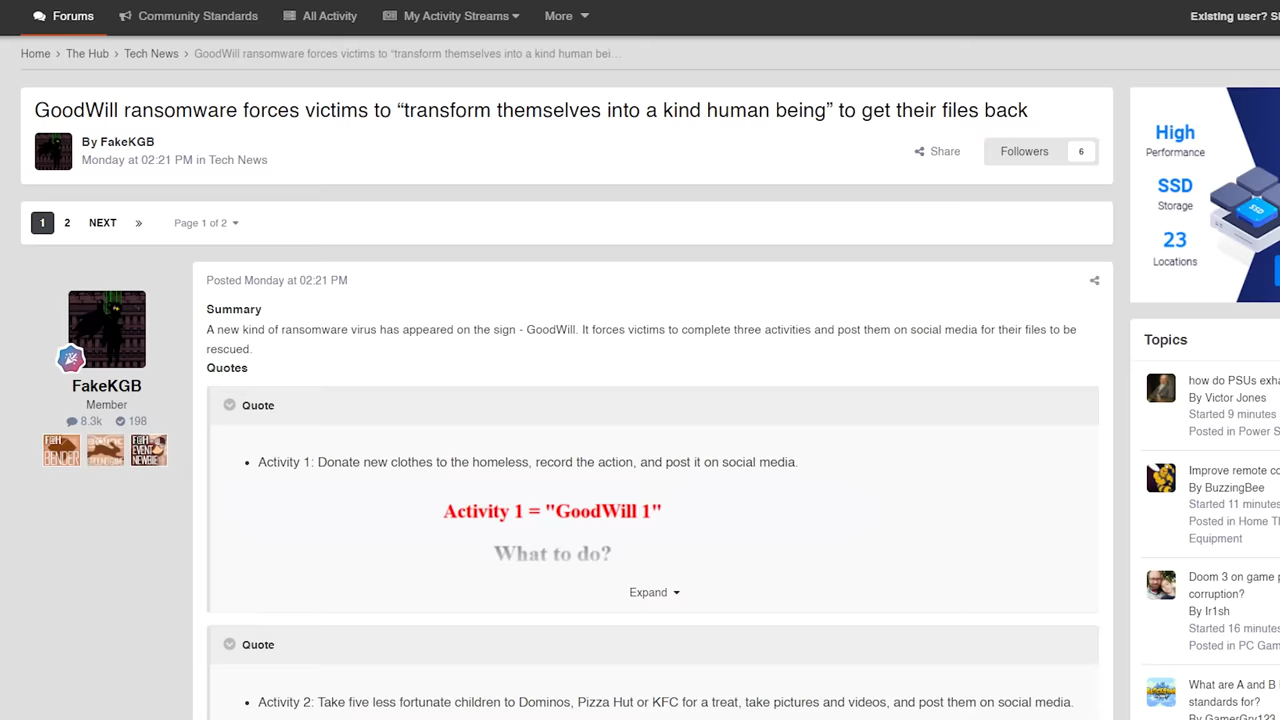 Forums
Community Standards
All Activity
My Activity Streams
More
Existing user?
Home > The Hub > Tech News > GoodWill ransomware forces victims to “transform themselves into a kind human bei...
GoodWill ransomware forces victims to “transform themselves into a kind human being” to get their files back
By FakeKGB
Monday at 02:21 PM in Tech News
Share
Followers 6
1 2 NEXT » Page 1 of 2
High
Performance
SSD
Storage
23
Locations
SSD
FakeKGB
Member
8.3k 198
F@H
BENDER
F@H
EVENT
NEWBIE
Posted Monday at 02:21 PM
Summary
A new kind of ransomware virus has appeared on the sign - GoodWill. It forces victims to complete three activities and post them on social media for their files to be
rescued.
Quotes
Quote
• Activity 1: Donate new clothes to the homeless, record the action, and post it on social media.
Activity 1 = "GoodWill 1"
What to do?
Expand
Quote
• Activity 2: Take five less fortunate children to Dominos, Pizza Hut or KFC for a treat, take pictures and videos, and post them on social media.
Topics
how do PSUs exha
By Victor Jones
Started 9 minutes
Posted in Power S
Improve remote co
By BuzzingBee
Started 11 minutes
Posted in Home Th
Equipment
Doom 3 on game p
corruption?
By Ir1sh
Started 16 minutes
Posted in PC Gam
What are A and B
standards for?
By GamerGry123